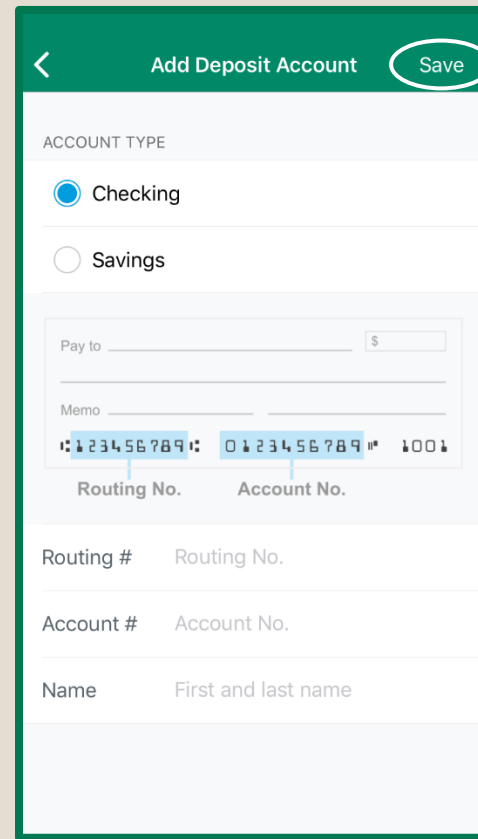 Add Deposit Account Save
ACCOUNT TYPE
Checking
Savings
Pay to $
Memo
⑆123456789⑆ 0123456789⑈ 1001
Routing No. Account No.
Routing # Routing No.
Account # Account No.
Name First and last name